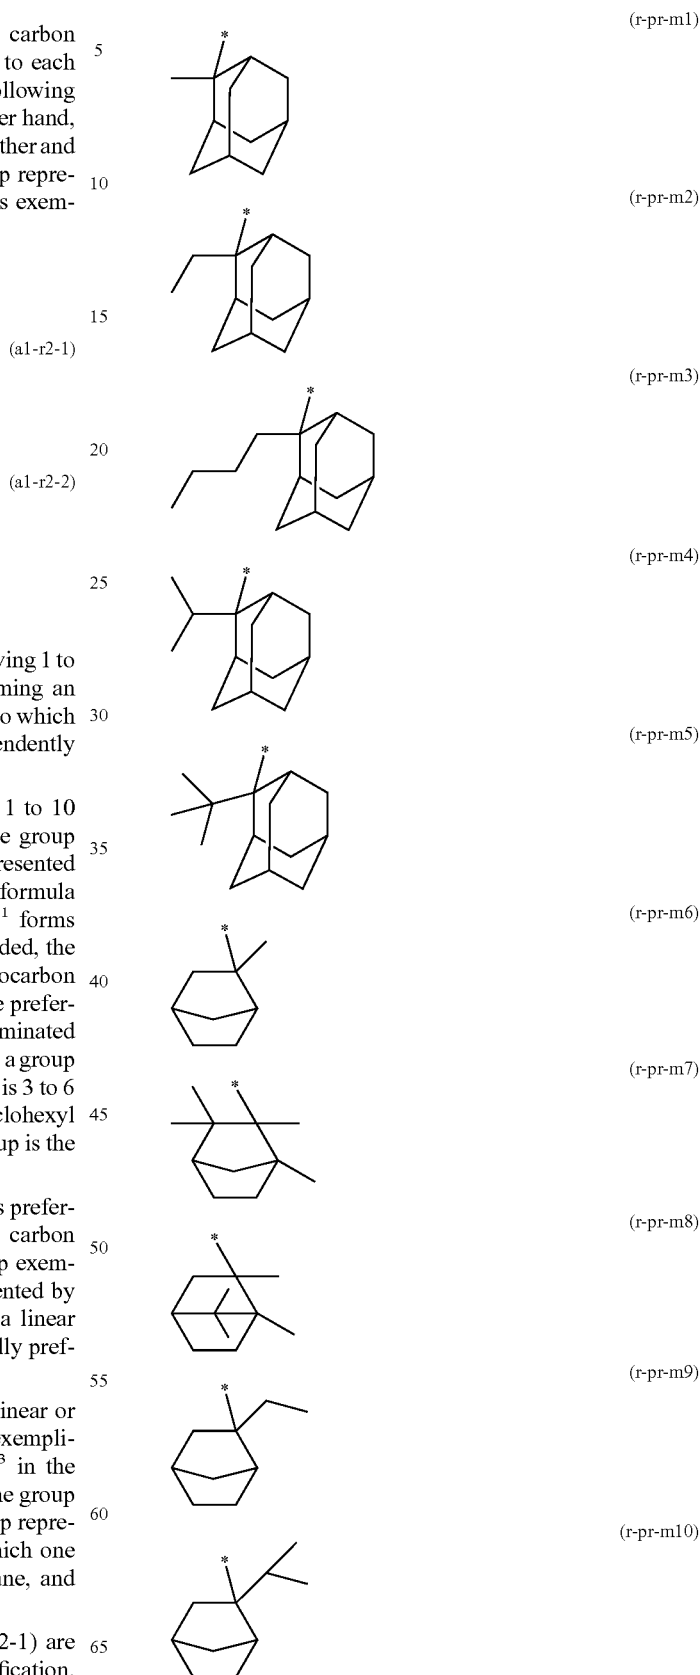 carbon
to each
ollowing
er hand,
ther and
p repre-
s exem-
(a1-r2-1)
(a1-r2-2)
ving 1 to
ming an
o which
endently
1 to 10
e group
resented
formula
1 forms
ded, the
ocarbon
e prefer-
minated
a group
is 3 to 6
clohexyl
up is the
s prefer-
carbon
p exem-
ented by
a linear
lly pref-
inear or
exempli-
3 in the
ne group
p repre-
hich one
ane, and
2-1) are
fication.
5
10
15
20
25
30
35
40
45
50
55
60
65
(r-pr-m1)
*
(r-pr-m2)
*
(r-pr-m3)
*
(r-pr-m4)
*
(r-pr-m5)
*
(r-pr-m6)
*
(r-pr-m7)
*
(r-pr-m8)
*
(r-pr-m9)
*
(r-pr-m10)
*